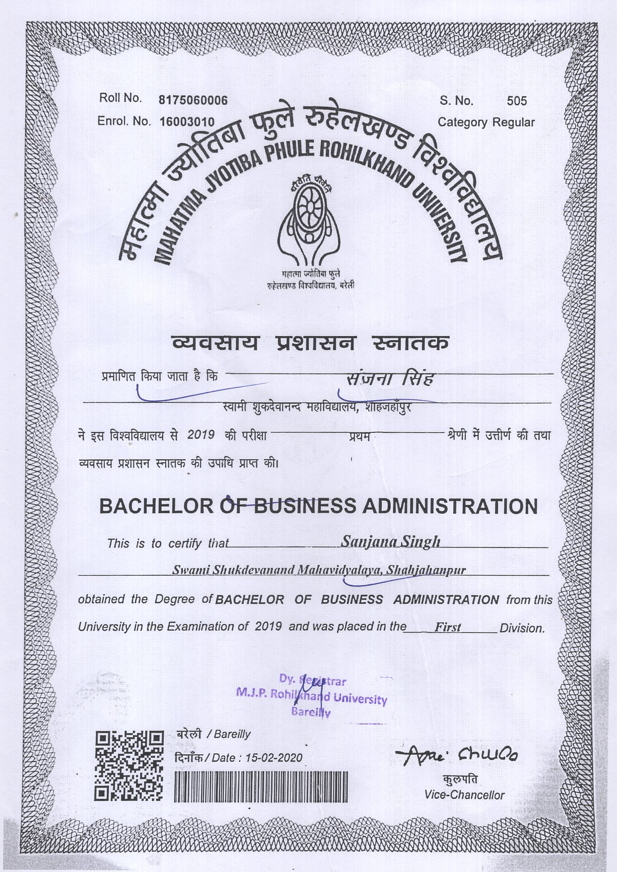 Roll No. 8175060006
S. No. 505
Enrol. No. 16003010
Category Regular
महात्मा ज्योतिबा फुले रुहेलखण्ड विश्वविद्यालय
MAHATMA JYOTIBA PHULE ROHILKHAND UNIVERSITY
महात्मा ज्योतिबा फुले
रुहेलखण्ड विश्वविद्यालय, बरेली
व्यवसाय प्रशासन स्नातक
प्रमाणित किया जाता है कि संजना सिंह
स्वामी शुकदेवानन्द महाविद्यालय, शाहजहाँपुर
ने इस विश्वविद्यालय से 2019 की परीक्षा प्रथम श्रेणी में उत्तीर्ण की तथा
व्यवसाय प्रशासन स्नातक की उपाधि प्राप्त की।
BACHELOR OF BUSINESS ADMINISTRATION
This is to certify that Sanjana Singh
Swami Shukdevanand Mahavidyalaya, Shahjahanpur
obtained the Degree of BACHELOR OF BUSINESS ADMINISTRATION from this
University in the Examination of 2019 and was placed in the First Division.
Dy. Registrar
M.J.P. Rohilkhand University
Bareilly
बरेली / Bareilly
दिनाँक / Date : 15-02-2020
कुलपति
Vice-Chancellor